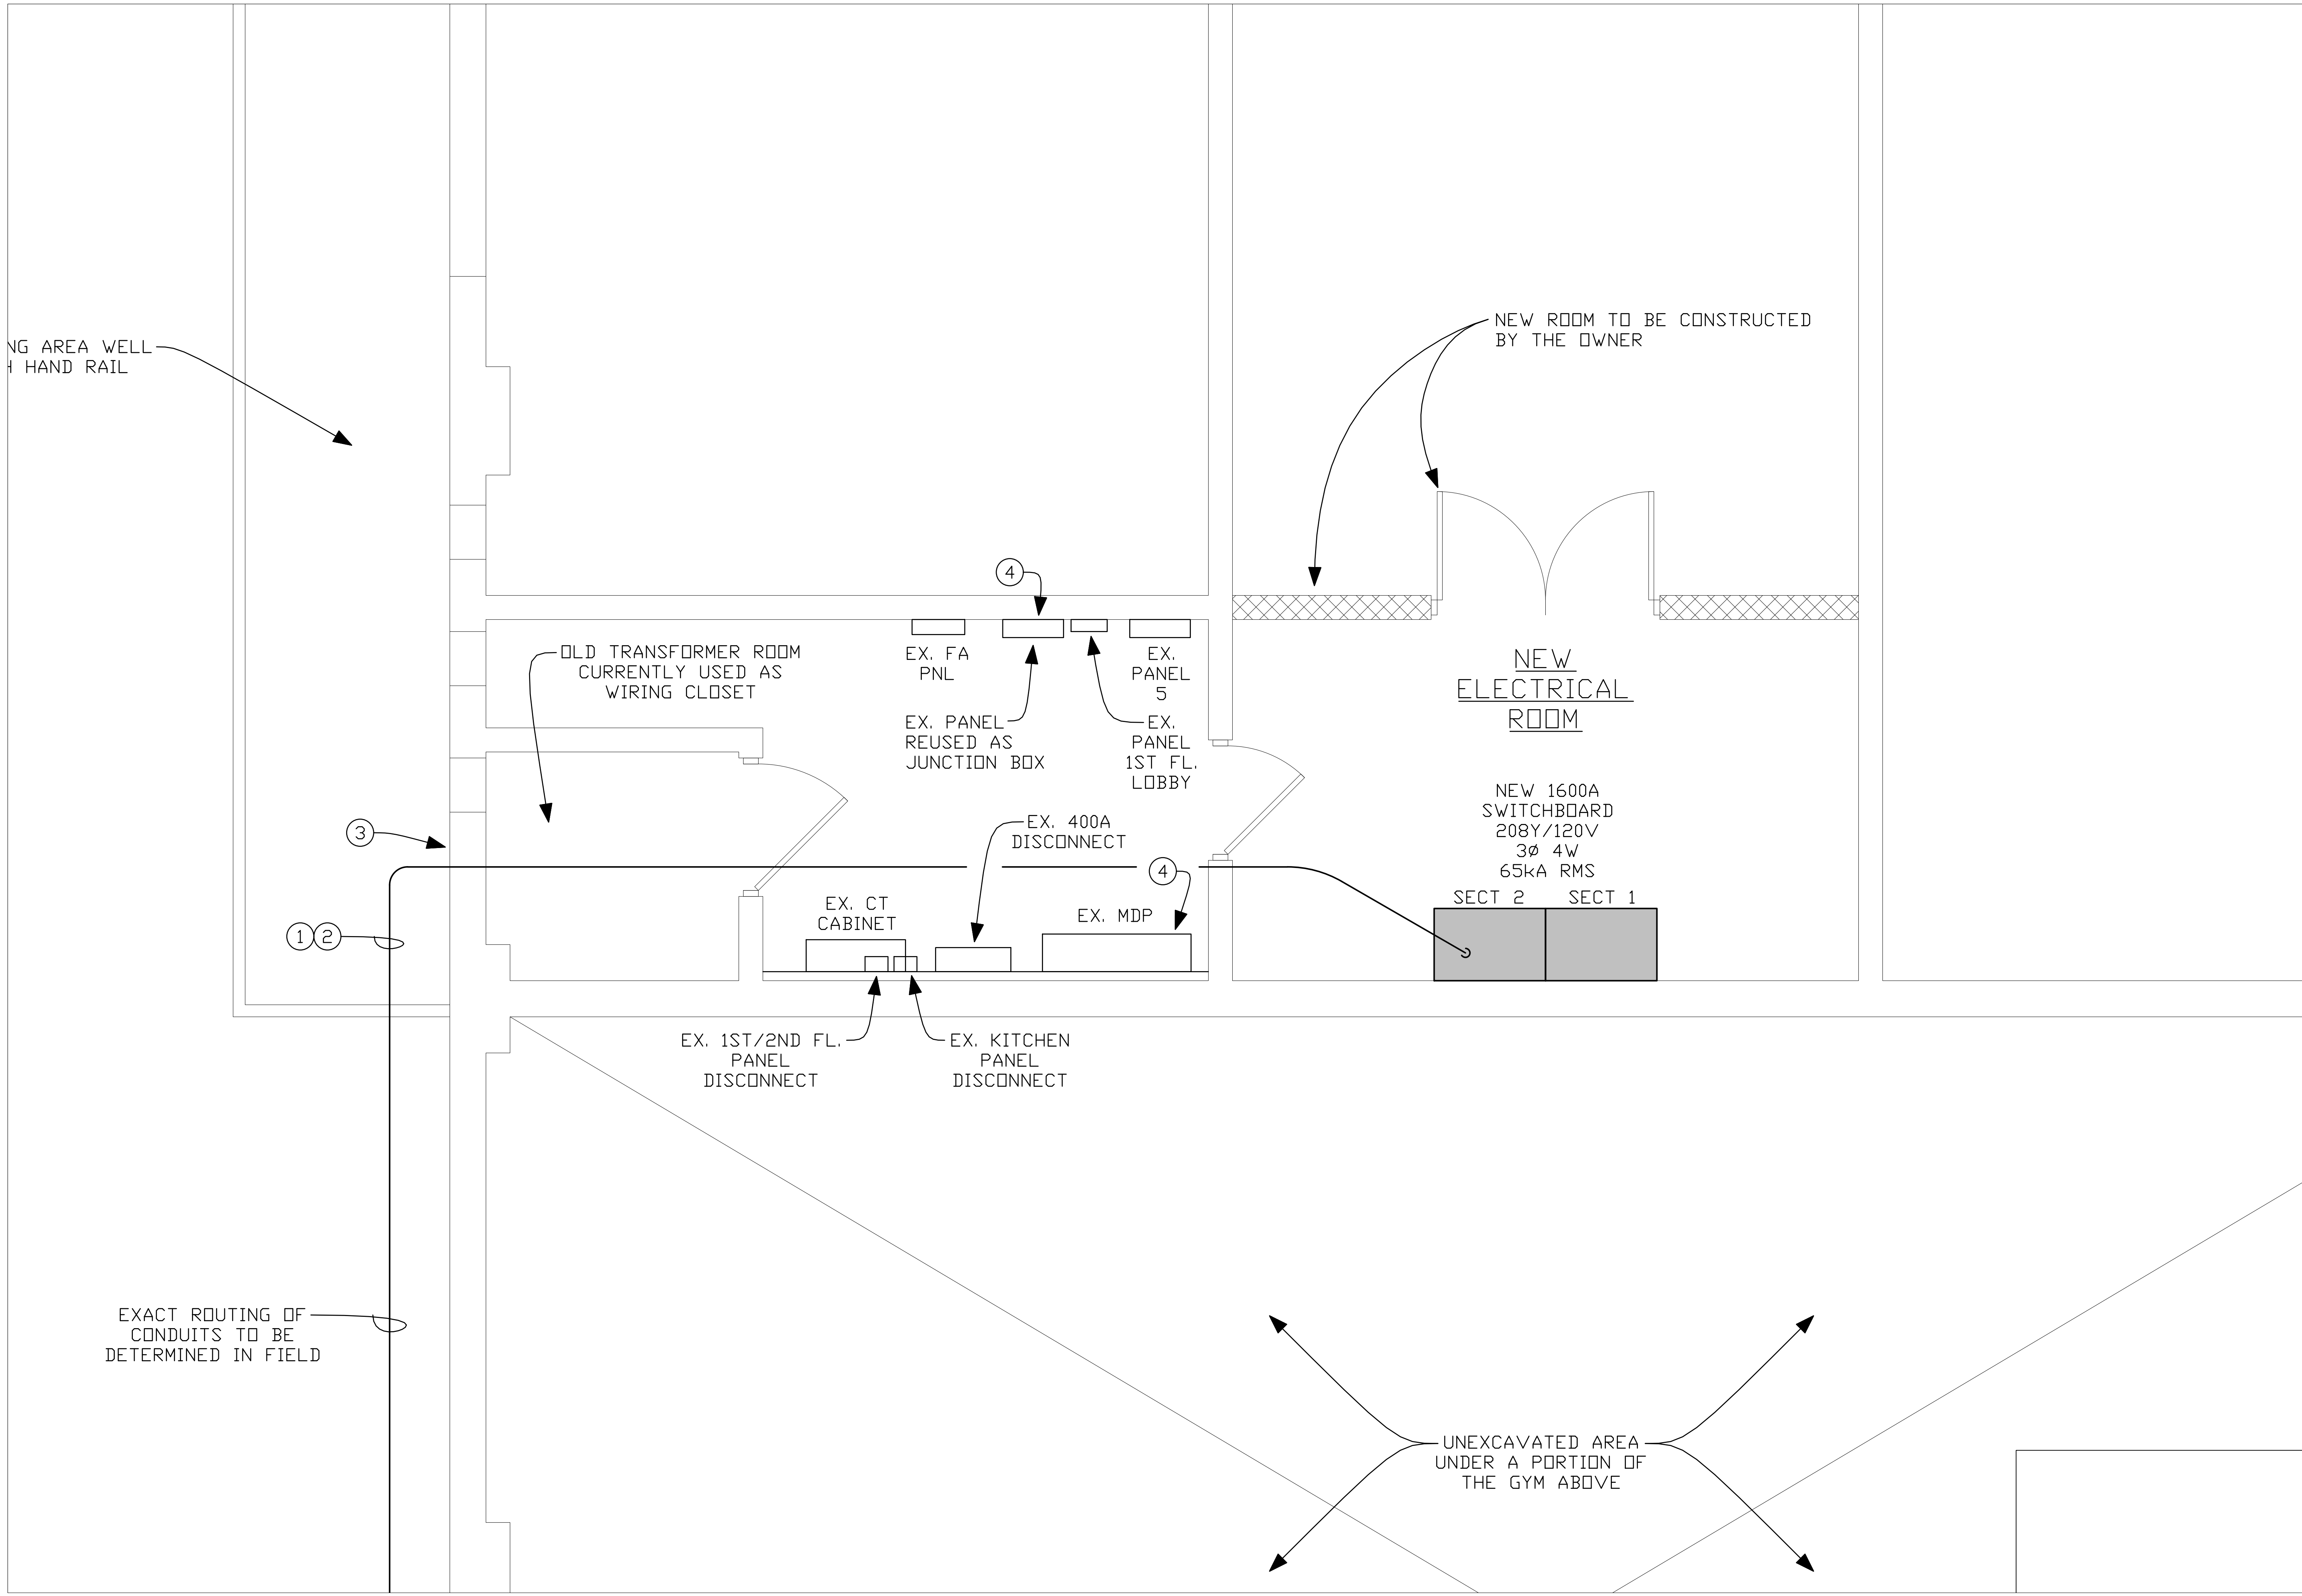 NEW ROOM TO BE CONSTRUCTED
BY THE OWNER
NG AREA WELL
H HAND RAIL
4
OLD TRANSFORMER ROOM
CURRENTLY USED AS
WIRING CLOSET
EX. FA
PNL
EX.
PANEL
5
EX. PANEL
REUSED AS
JUNCTION BOX
EX.
PANEL
1ST FL.
LOBBY
NEW
ELECTRICAL
ROOM
NEW 1600A
SWITCHBOARD
208Y/120V
3Ø 4W
65kA RMS
SECT 2
SECT 1
3
EX. 400A
DISCONNECT
4
EX. CT
CABINET
EX. MDP
1
2
EX. 1ST/2ND FL.
PANEL
DISCONNECT
EX. KITCHEN
PANEL
DISCONNECT
EXACT ROUTING OF
CONDUITS TO BE
DETERMINED IN FIELD
UNEXCAVATED AREA
UNDER A PORTION OF
THE GYM ABOVE